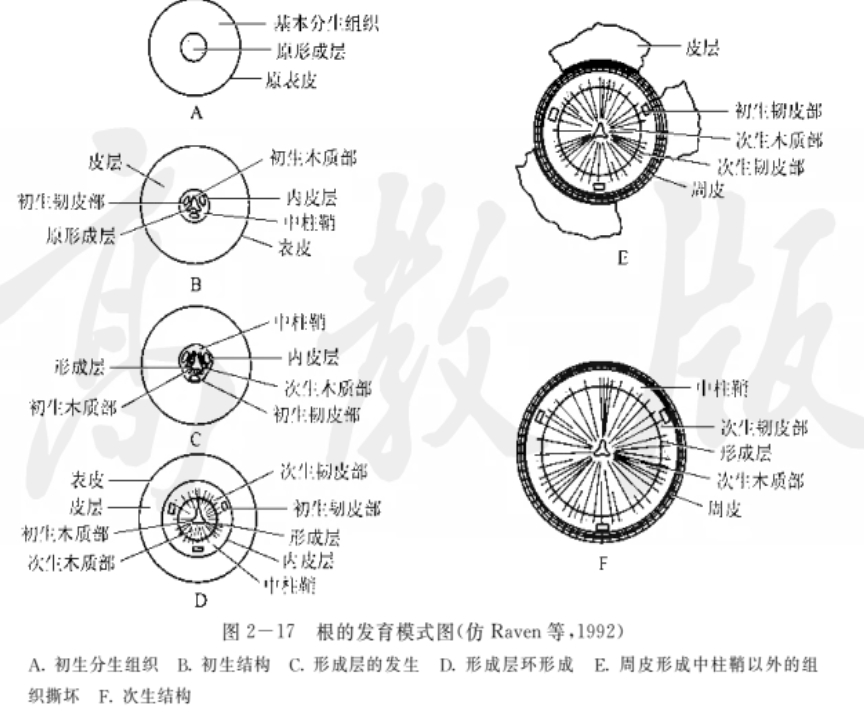 基本分生组织
原形成层
原表皮
A
皮层
初生木质部
初生韧皮部
内皮层
中柱鞘
原形成层
表皮
B
中柱鞘
形成层
内皮层
次生木质部
初生木质部
初生韧皮部
C
表皮
次生韧皮部
皮层
初生韧皮部
初生木质部
形成层
次生木质部
内皮层
中柱鞘
D
皮层
初生韧皮部
次生木质部
次生韧皮部
周皮
E
中柱鞘
次生韧皮部
形成层
次生木质部
周皮
F
高教版
图 2-17 根的发育模式图(仿 Raven 等,1992)
A. 初生分生组织 B. 初生结构 C. 形成层的发生 D. 形成层环形成 E. 周皮形成中柱鞘以外的组
织撕坏 F. 次生结构